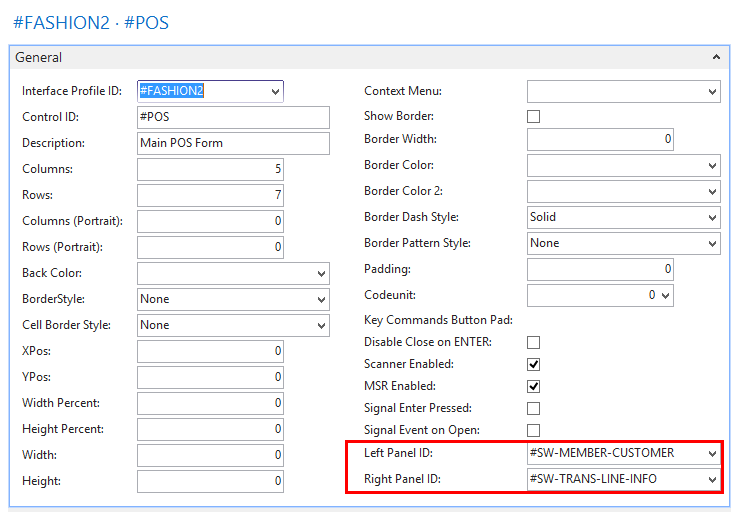 #FASHION2 · #POS
General
Interface Profile ID: #FASHION2
Control ID: #POS
Description: Main POS Form
Columns: 5
Rows: 7
Columns (Portrait): 0
Rows (Portrait): 0
Back Color:
BorderStyle: None
Cell Border Style: None
XPos: 0
YPos: 0
Width Percent: 0
Height Percent: 0
Width: 0
Height: 0
Context Menu:
Show Border:
Border Width: 0
Border Color:
Border Color 2:
Border Dash Style: Solid
Border Pattern Style: None
Padding: 0
Codeunit: 0
Key Commands Button Pad:
Disable Close on ENTER:
Scanner Enabled:
MSR Enabled:
Signal Enter Pressed:
Signal Event on Open:
Left Panel ID: #SW-MEMBER-CUSTOMER
Right Panel ID: #SW-TRANS-LINE-INFO